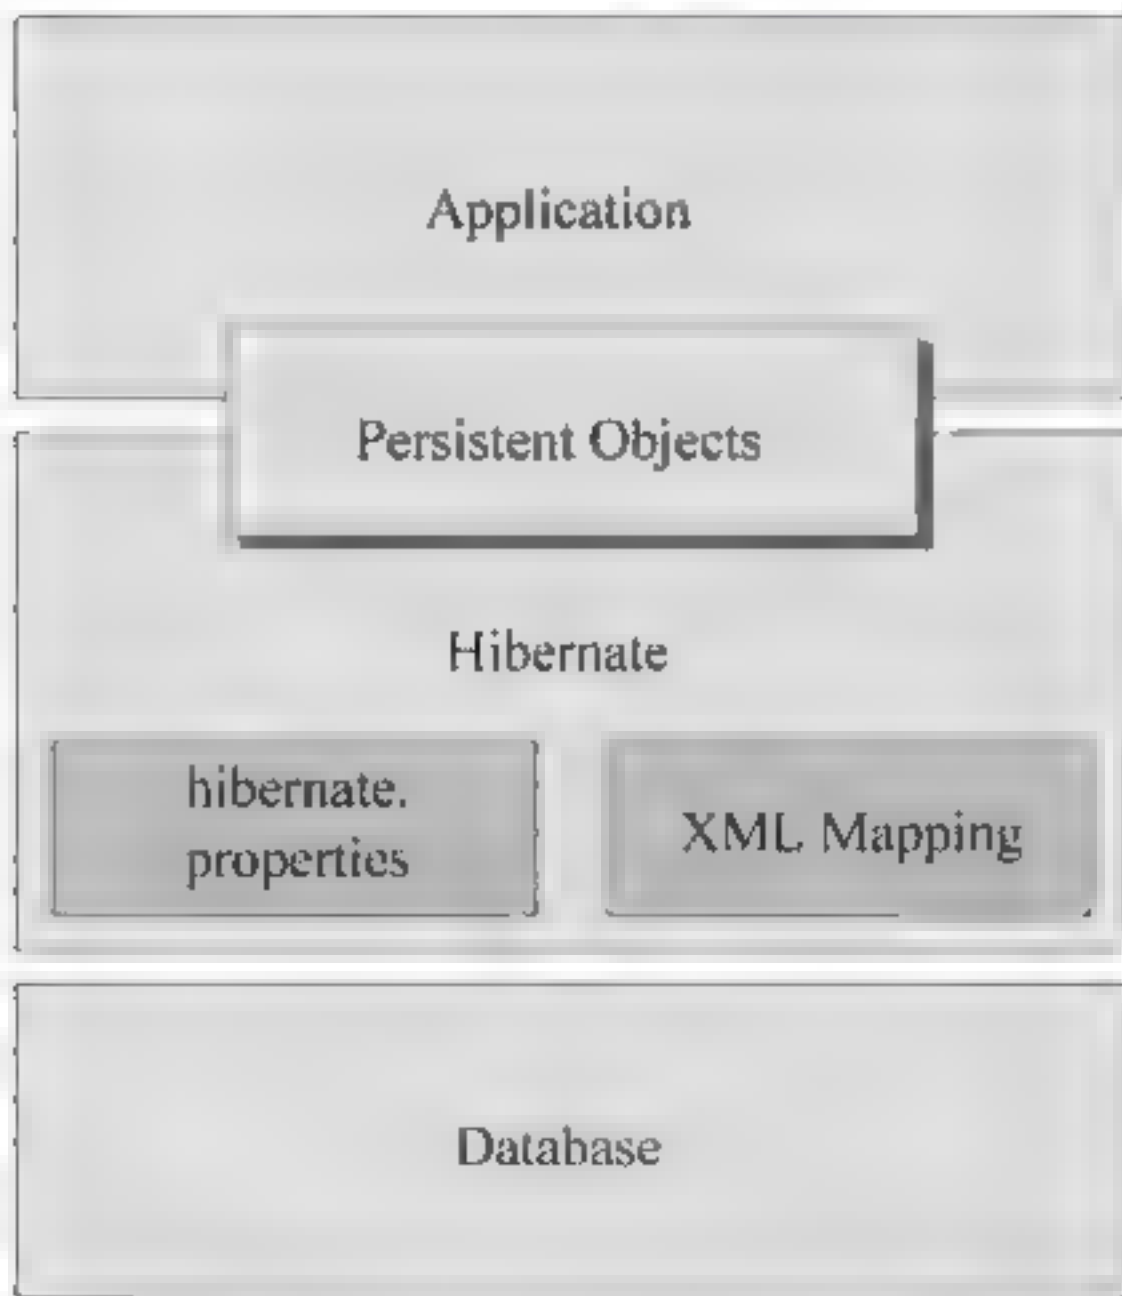 Application
Persistent Objects
Hibernate
hibernate.
properties
XML Mapping
Database